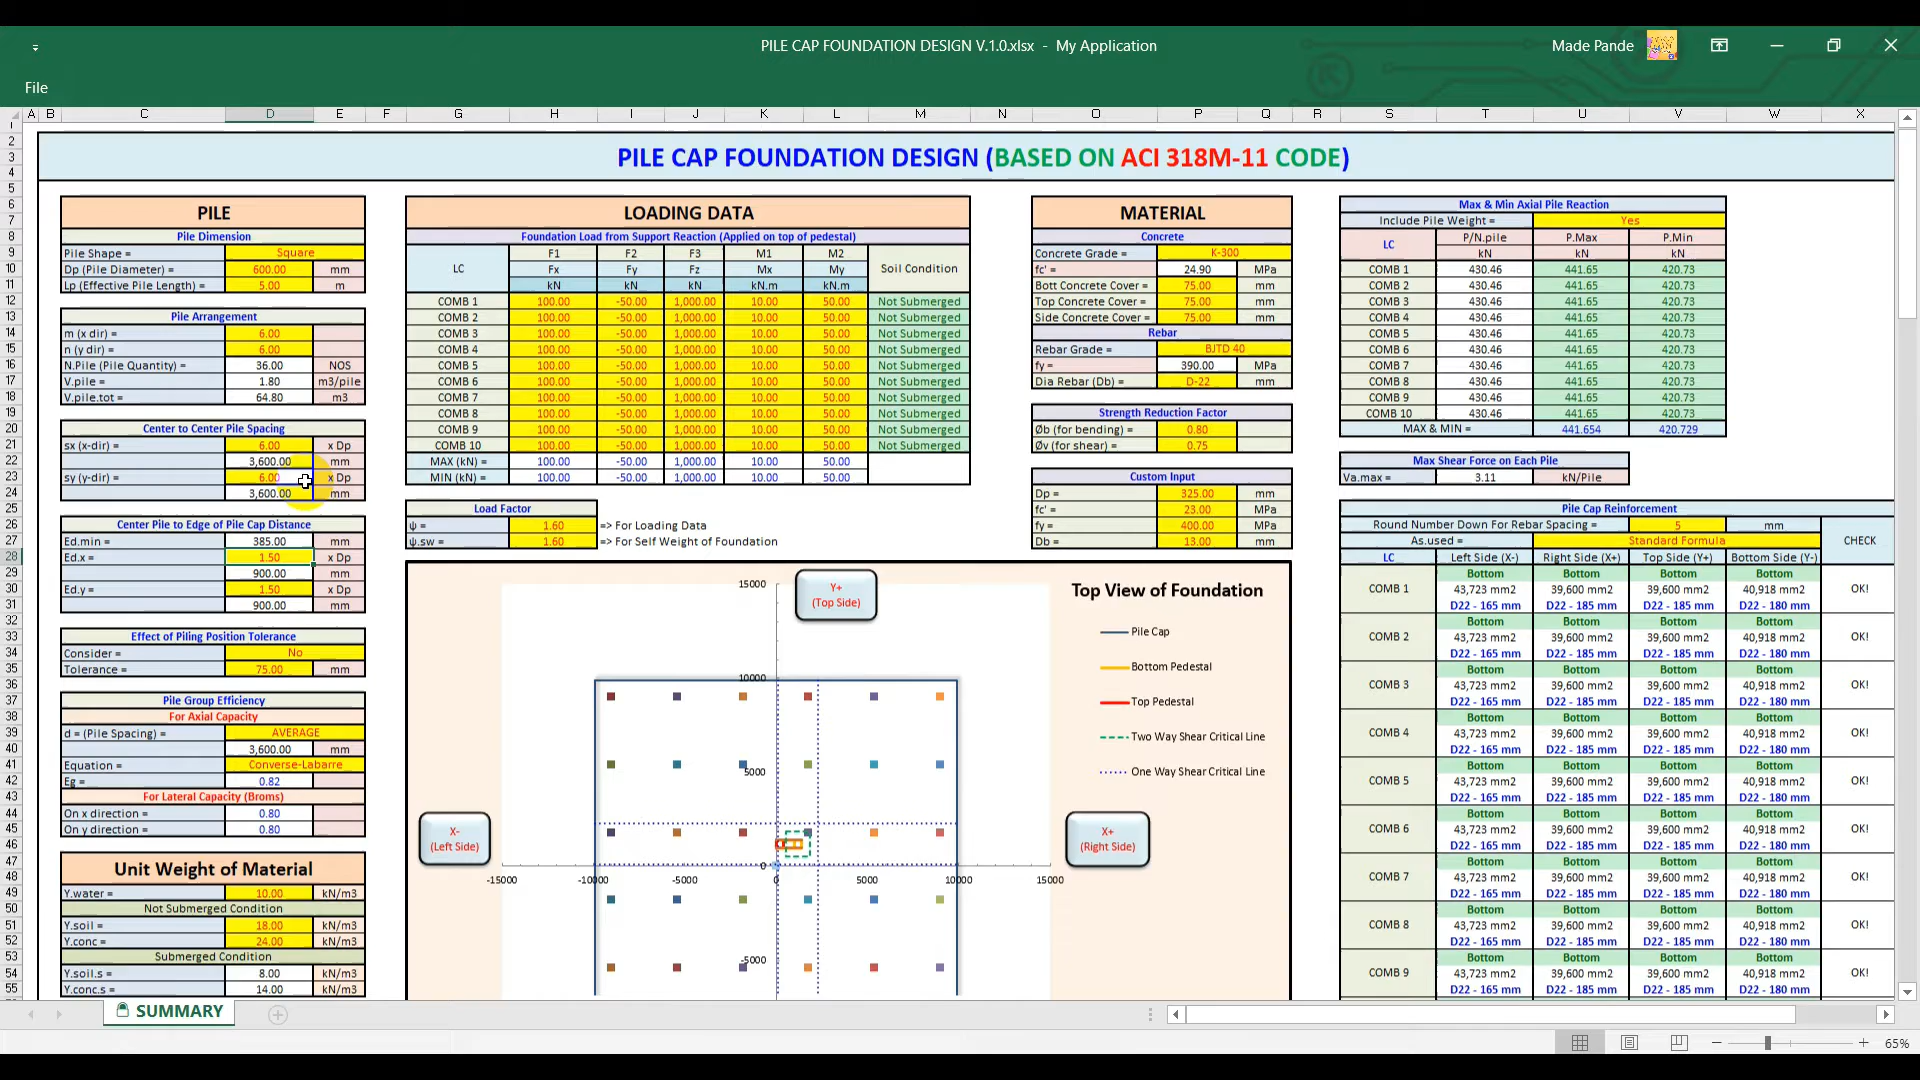 PILE CAP FOUNDATION DESIGN V.1.0.xlsx - My Application
Made Pande
File
A B C D E F G H I J K L M N O P Q R S T U V W X
PILE CAP FOUNDATION DESIGN (BASED ON ACI 318M-11 CODE)
PILE
Pile Dimension
Pile Shape = Square
Dp (Pile Diameter) = 600.00 mm
Lp (Effective Pile Length) = 5.00 m
Pile Arrangement
m (x dir) = 6.00
n (y dir) = 6.00
N.Pile (Pile Quantity) = 36.00 NOS
V.pile = 1.80 m3/pile
V.pile.tot = 64.80 m3
Center to Center Pile Spacing
sx (x-dir) = 6.00 x Dp
3,600.00 mm
sy (y-dir) = 6.00 x Dp
3,600.00 mm
Center Pile to Edge of Pile Cap Distance
Ed.min = 385.00 mm
Ed.x = 1.50 x Dp
900.00 mm
Ed.y = 1.50 x Dp
900.00 mm
Effect of Piling Position Tolerance
Consider = No
Tolerance = 75.00 mm
Pile Group Efficiency
For Axial Capacity
d = (Pile Spacing) = AVERAGE
3,600.00 mm
Equation = Converse-Labarre
Eg = 0.82
For Lateral Capacity (Broms)
On x direction = 0.80
On y direction = 0.80
Unit Weight of Material
Y.water = 10.00 kN/m3
Not Submerged Condition
Y.soil = 18.00 kN/m3
Y.conc = 24.00 kN/m3
Submerged Condition
Y.soil.s = 8.00 kN/m3
Y.conc.s = 14.00 kN/m3
LOADING DATA
Foundation Load from Support Reaction (Applied on top of pedestal)
LC F1 F2 F3 M1 M2 Soil Condition
Fx Fy Fz Mx My
kN kN kN kN.m kN.m
COMB 1 100.00 -50.00 1,000.00 10.00 50.00 Not Submerged
COMB 2 100.00 -50.00 1,000.00 10.00 50.00 Not Submerged
COMB 3 100.00 -50.00 1,000.00 10.00 50.00 Not Submerged
COMB 4 100.00 -50.00 1,000.00 10.00 50.00 Not Submerged
COMB 5 100.00 -50.00 1,000.00 10.00 50.00 Not Submerged
COMB 6 100.00 -50.00 1,000.00 10.00 50.00 Not Submerged
COMB 7 100.00 -50.00 1,000.00 10.00 50.00 Not Submerged
COMB 8 100.00 -50.00 1,000.00 10.00 50.00 Not Submerged
COMB 9 100.00 -50.00 1,000.00 10.00 50.00 Not Submerged
COMB 10 100.00 -50.00 1,000.00 10.00 50.00 Not Submerged
MAX (kN) = 100.00 -50.00 1,000.00 10.00 50.00
MIN (kN) = 100.00 -50.00 1,000.00 10.00 50.00
Load Factor
ψ = 1.60 => For Loading Data
ψ.sw = 1.60 => For Self Weight of Foundation
Top View of Foundation
Y+
(Top Side)
Pile Cap
Bottom Pedestal
Top Pedestal
Two Way Shear Critical Line
One Way Shear Critical Line
X-
(Left Side)
X+
(Right Side)
15000
10000
5000
0
-5000
-15000 -10000 -5000 0 5000 10000 15000
MATERIAL
Concrete
Concrete Grade = K-300
fc' = 24.90 MPa
Bott Concrete Cover = 75.00 mm
Top Concrete Cover = 75.00 mm
Side Concrete Cover = 75.00 mm
Rebar
Rebar Grade = BJTD 40
fy = 390.00 MPa
Dia Rebar (Db) = D-22 mm
Strength Reduction Factor
Øb (for bending) = 0.80
Øv (for shear) = 0.75
Custom Input
Dp = 325.00 mm
fc' = 23.00 MPa
fy = 400.00 MPa
Db = 13.00 mm
Max & Min Axial Pile Reaction
Include Pile Weight = Yes
LC P/N.pile P.Max P.Min
kN kN kN
COMB 1 430.46 441.65 420.73
COMB 2 430.46 441.65 420.73
COMB 3 430.46 441.65 420.73
COMB 4 430.46 441.65 420.73
COMB 5 430.46 441.65 420.73
COMB 6 430.46 441.65 420.73
COMB 7 430.46 441.65 420.73
COMB 8 430.46 441.65 420.73
COMB 9 430.46 441.65 420.73
COMB 10 430.46 441.65 420.73
MAX & MIN = 441.654 420.729
Max Shear Force on Each Pile
Va.max = 3.11 kN/Pile
Pile Cap Reinforcement
Round Number Down For Rebar Spacing = 5 mm CHECK
As.used = Standard Formula
LC Left Side (X-) Right Side (X+) Top Side (Y+) Bottom Side (Y-)
Bottom Bottom Bottom Bottom
COMB 1 43,723 mm2 39,600 mm2 39,600 mm2 40,918 mm2 OK!
D22 - 165 mm D22 - 185 mm D22 - 185 mm D22 - 180 mm
Bottom Bottom Bottom Bottom
COMB 2 43,723 mm2 39,600 mm2 39,600 mm2 40,918 mm2 OK!
D22 - 165 mm D22 - 185 mm D22 - 185 mm D22 - 180 mm
Bottom Bottom Bottom Bottom
COMB 3 43,723 mm2 39,600 mm2 39,600 mm2 40,918 mm2 OK!
D22 - 165 mm D22 - 185 mm D22 - 185 mm D22 - 180 mm
Bottom Bottom Bottom Bottom
COMB 4 43,723 mm2 39,600 mm2 39,600 mm2 40,918 mm2 OK!
D22 - 165 mm D22 - 185 mm D22 - 185 mm D22 - 180 mm
Bottom Bottom Bottom Bottom
COMB 5 43,723 mm2 39,600 mm2 39,600 mm2 40,918 mm2 OK!
D22 - 165 mm D22 - 185 mm D22 - 185 mm D22 - 180 mm
Bottom Bottom Bottom Bottom
COMB 6 43,723 mm2 39,600 mm2 39,600 mm2 40,918 mm2 OK!
D22 - 165 mm D22 - 185 mm D22 - 185 mm D22 - 180 mm
Bottom Bottom Bottom Bottom
COMB 7 43,723 mm2 39,600 mm2 39,600 mm2 40,918 mm2 OK!
D22 - 165 mm D22 - 185 mm D22 - 185 mm D22 - 180 mm
Bottom Bottom Bottom Bottom
COMB 8 43,723 mm2 39,600 mm2 39,600 mm2 40,918 mm2 OK!
D22 - 165 mm D22 - 185 mm D22 - 185 mm D22 - 180 mm
Bottom Bottom Bottom Bottom
COMB 9 43,723 mm2 39,600 mm2 39,600 mm2 40,918 mm2 OK!
D22 - 165 mm D22 - 185 mm D22 - 185 mm D22 - 180 mm
SUMMARY
65%